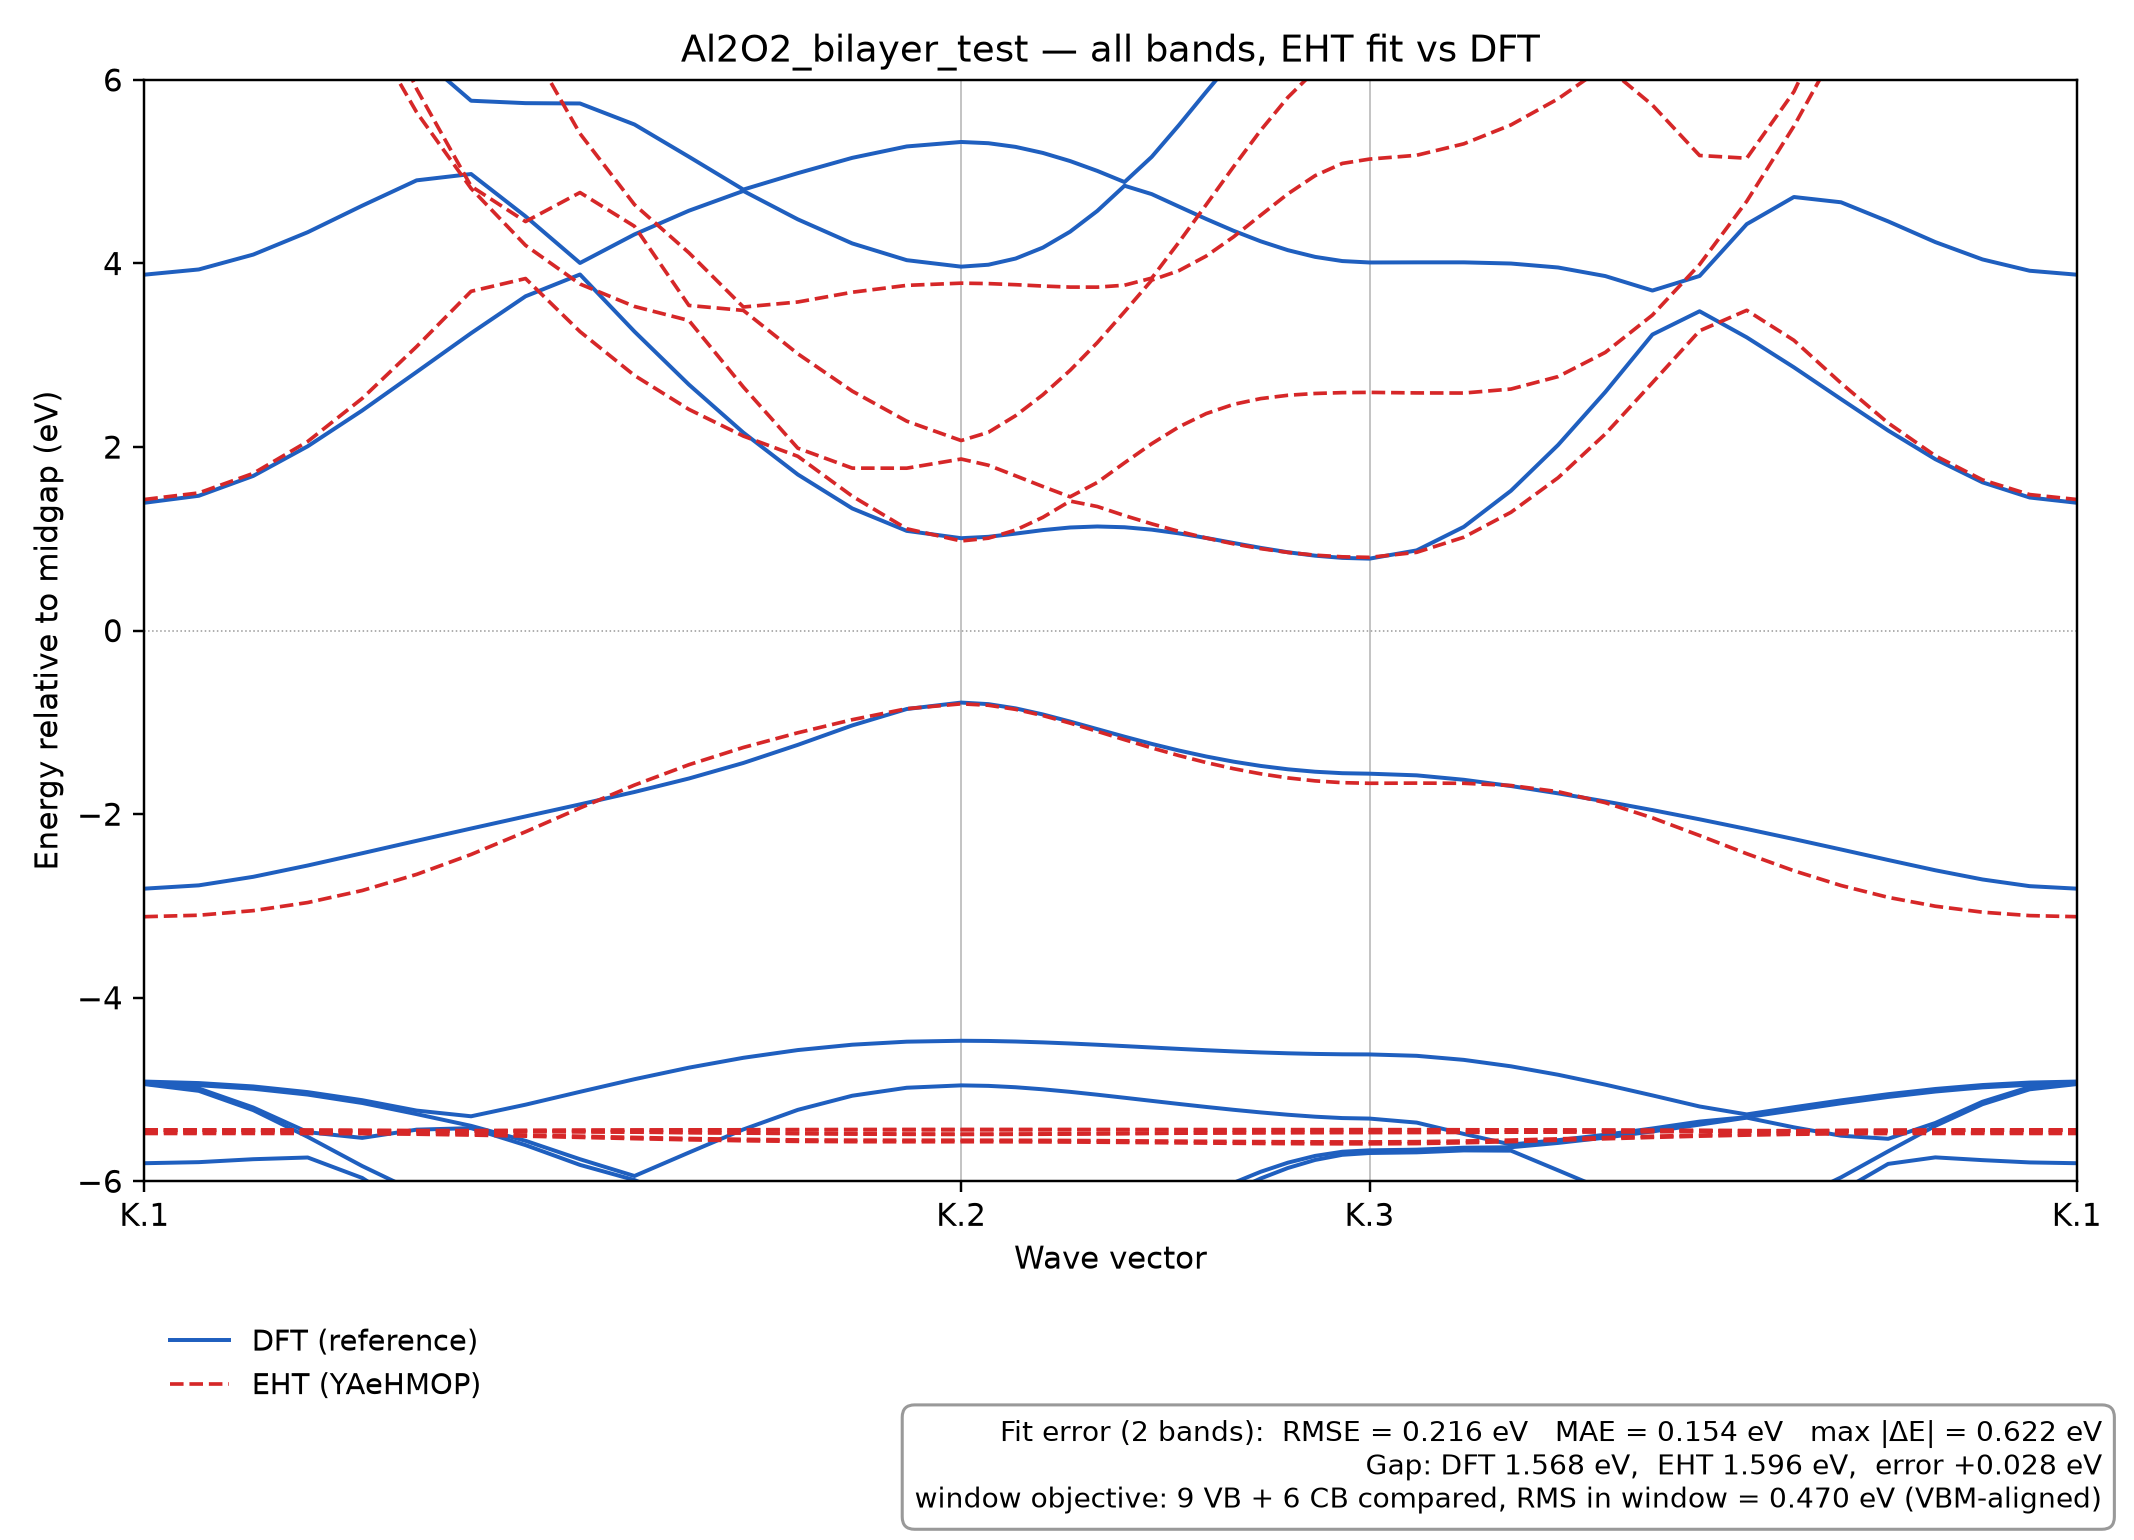 Al2O2_bilayer_test — all bands, EHT fit vs DFT
Energy relative to midgap (eV)
6
4
2
0
−2
−4
−6
K.1
K.2
K.3
K.1
Wave vector
DFT (reference)
EHT (YAeHMOP)
Fit error (2 bands):  RMSE = 0.216 eV   MAE = 0.154 eV   max |ΔE| = 0.622 eV
Gap: DFT 1.568 eV,  EHT 1.596 eV,  error +0.028 eV
window objective: 9 VB + 6 CB compared, RMS in window = 0.470 eV (VBM-aligned)